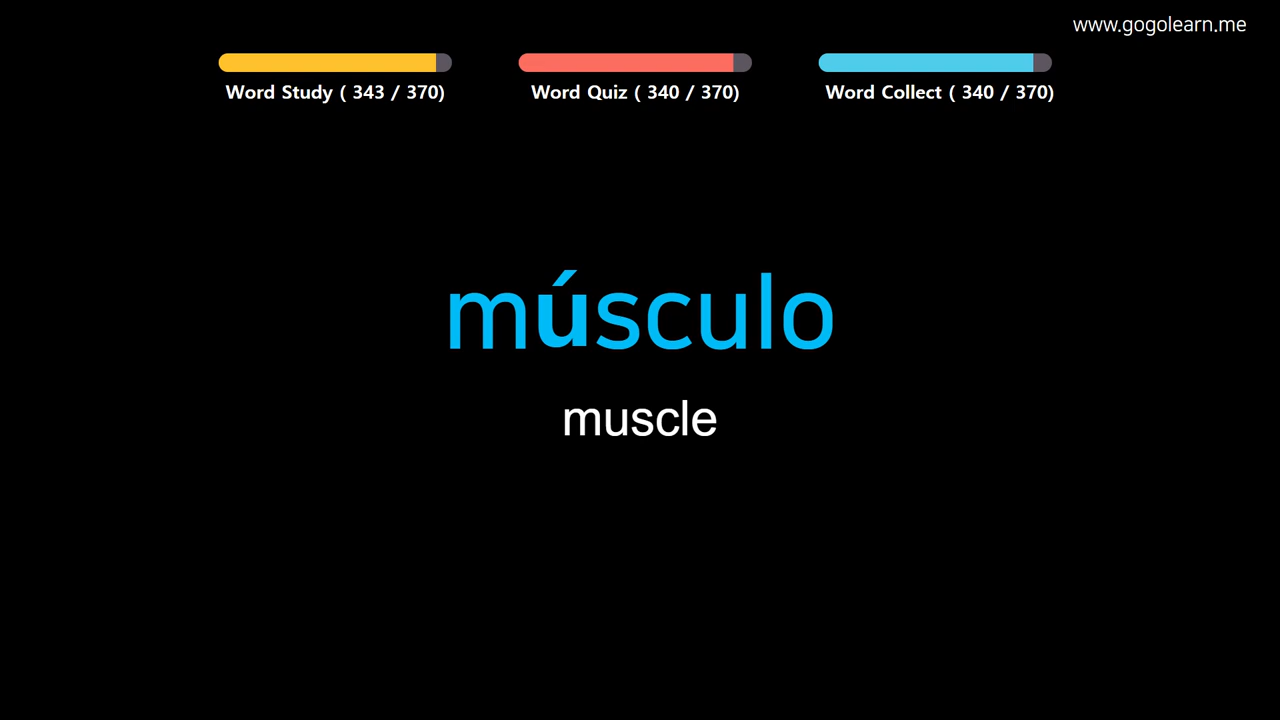 www.gogolearn.me
Word Study ( 343 / 370)
Word Quiz ( 340 / 370)
Word Collect ( 340 / 370)
músculo
muscle